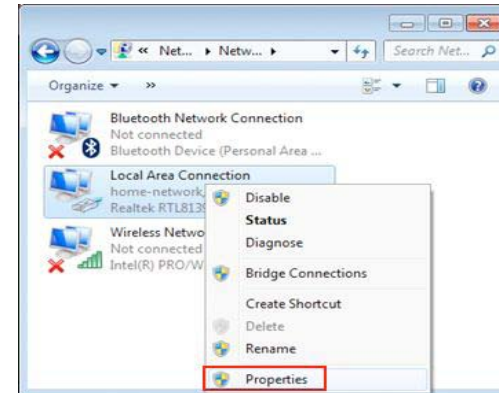 « Net... ▸ Netw... ▸
Search Net...
Organize
»
Bluetooth Network Connection
Not connected
Bluetooth Device (Personal Area ...
Local Area Connection
home-network,
Realtek RTL8139
Wireless Netwo
Not connected
Intel(R) PRO/W
Disable
Status
Diagnose
Bridge Connections
Create Shortcut
Delete
Rename
Properties